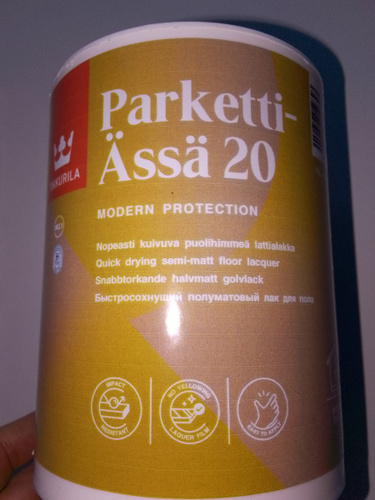 Parketti-
Ässä 20
TIKKURILA
MODERN PROTECTION
Nopeasti kuivuva puolihimmeä lattialakka
Quick drying semi-matt floor lacquer
Snabbtorkande halvmatt golvlack
Быстросохнущий полуматовый лак для пола
IMPACT
RESISTANT
NO YELLOWING
LACQUER FILM
EASY TO APPLY